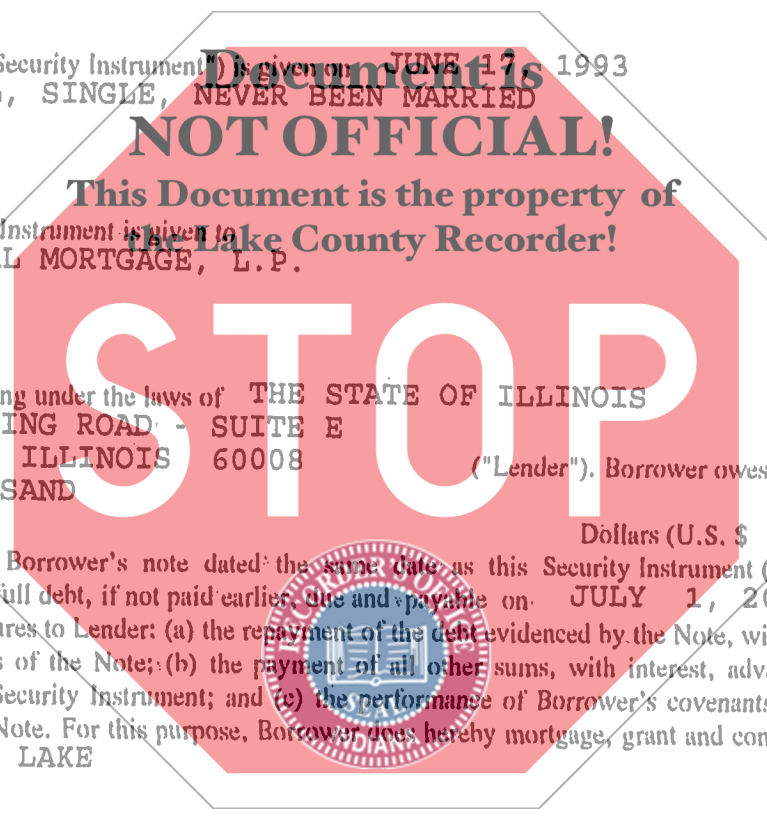 Security Instrument") is given on JUNE 17, 1993
, SINGLE, NEVER BEEN MARRIED
Document is
NOT OFFICIAL!
This Document is the property of
the Lake County Recorder!
Instrument is given to
L MORTGAGE, L.P.
STOP
ng under the laws of THE STATE OF ILLINOIS
ING ROAD - SUITE E
ILLINOIS 60008 ("Lender"). Borrower owes
SAND
Dollars (U.S. $
Borrower's note dated the same date as this Security Instrument (
full debt, if not paid earlier, due and payable on JULY 1, 20
ures to Lender: (a) the repayment of the debt evidenced by the Note, wi
s of the Note; (b) the payment of all other sums, with interest, adva
Security Instrument; and (c) the performance of Borrower's covenants
Note. For this purpose, Borrower does hereby mortgage, grant and con
LAKE
RECORDER'S OFFICE
SEAL
INDIANA